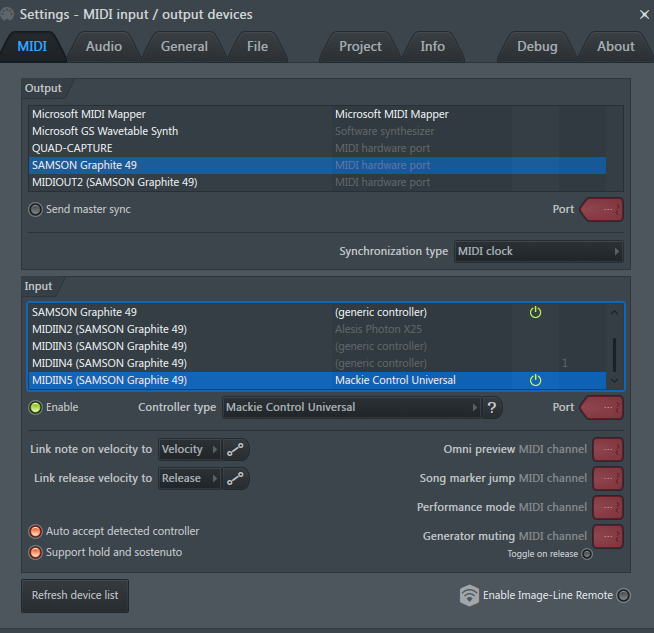 Settings - MIDI input / output devices
MIDI Audio General File Project Info Debug About
Output
Microsoft MIDI Mapper Microsoft MIDI Mapper
Microsoft GS Wavetable Synth Software synthesizer
QUAD-CAPTURE MIDI hardware port
SAMSON Graphite 49 MIDI hardware port
MIDIOUT2 (SAMSON Graphite 49) MIDI hardware port
Send master sync Port ---
Synchronization type MIDI clock
Input
SAMSON Graphite 49 (generic controller)
MIDIIN2 (SAMSON Graphite 49) Alesis Photon X25
MIDIIN3 (SAMSON Graphite 49) (generic controller)
MIDIIN4 (SAMSON Graphite 49) (generic controller) 1
MIDIIN5 (SAMSON Graphite 49) Mackie Control Universal
Enable Controller type Mackie Control Universal ? Port ---
Link note on velocity to Velocity Omni preview MIDI channel ---
Link release velocity to Release Song marker jump MIDI channel ---
Performance mode MIDI channel ---
Auto accept detected controller Generator muting MIDI channel ---
Support hold and sostenuto Toggle on release
Refresh device list Enable Image-Line Remote